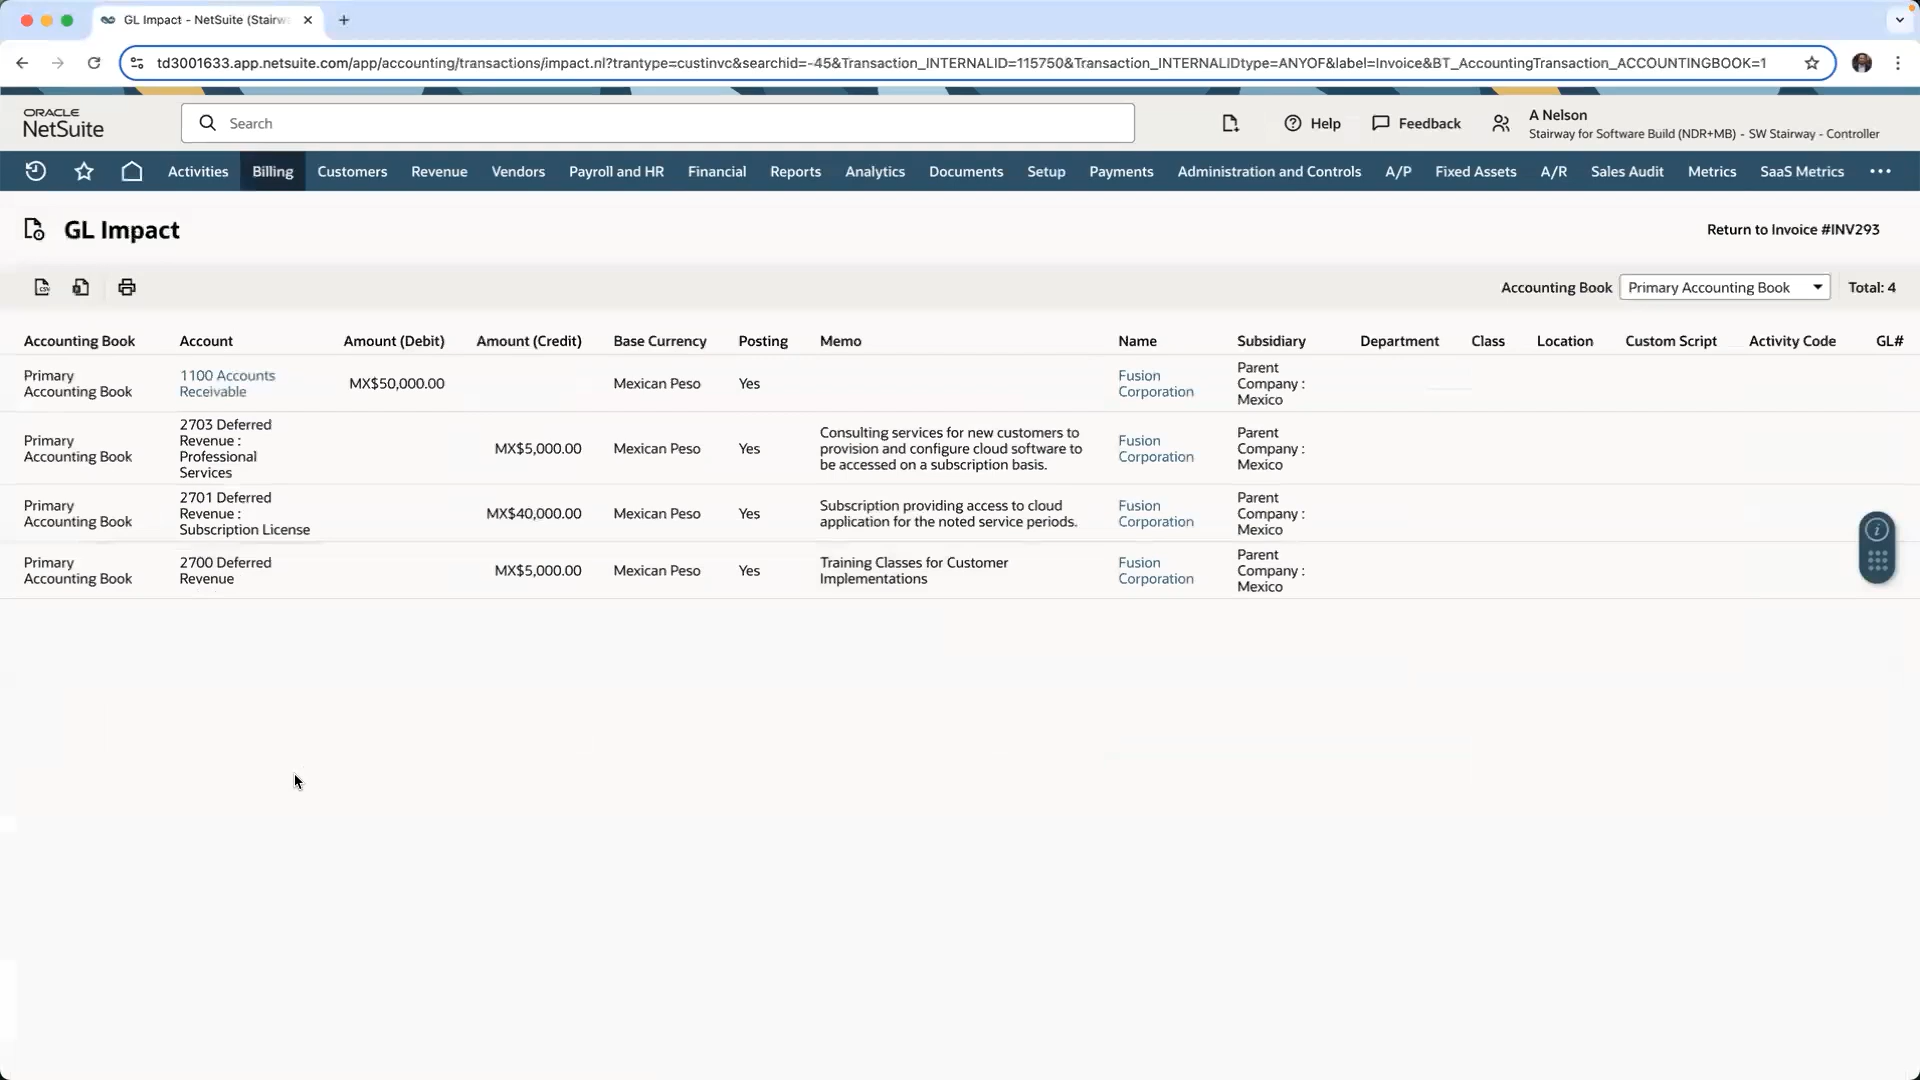 GL Impact - NetSuite (Stairw
td3001633.app.netsuite.com/app/accounting/transactions/impact.nl?trantype=custinvc&searchid=-45&Transaction_INTERNALID=115750&Transaction_INTERNALIDtype=ANYOF&label=Invoice&BT_AccountingTransaction_ACCOUNTINGBOOK=1
ORACLE
NetSuite
Search
Help
Feedback
A Nelson
Stairway for Software Build (NDR+MB) - SW Stairway - Controller
Activities Billing Customers Revenue Vendors Payroll and HR Financial Reports Analytics Documents Setup Payments Administration and Controls A/P Fixed Assets A/R Sales Audit Metrics SaaS Metrics
GL Impact
Return to Invoice #INV293
CSV
Accounting Book Primary Accounting Book Total: 4
Accounting Book Account Amount (Debit) Amount (Credit) Base Currency Posting Memo Name Subsidiary Department Class Location Custom Script Activity Code GL#
Primary
Accounting Book
1100 Accounts
Receivable
MX$50,000.00
Mexican Peso
Yes
Fusion
Corporation
Parent
Company :
Mexico
Primary
Accounting Book
2703 Deferred
Revenue :
Professional
Services
MX$5,000.00
Mexican Peso
Yes
Consulting services for new customers to
provision and configure cloud software to
be accessed on a subscription basis.
Fusion
Corporation
Parent
Company :
Mexico
Primary
Accounting Book
2701 Deferred
Revenue :
Subscription License
MX$40,000.00
Mexican Peso
Yes
Subscription providing access to cloud
application for the noted service periods.
Fusion
Corporation
Parent
Company :
Mexico
Primary
Accounting Book
2700 Deferred
Revenue
MX$5,000.00
Mexican Peso
Yes
Training Classes for Customer
Implementations
Fusion
Corporation
Parent
Company :
Mexico